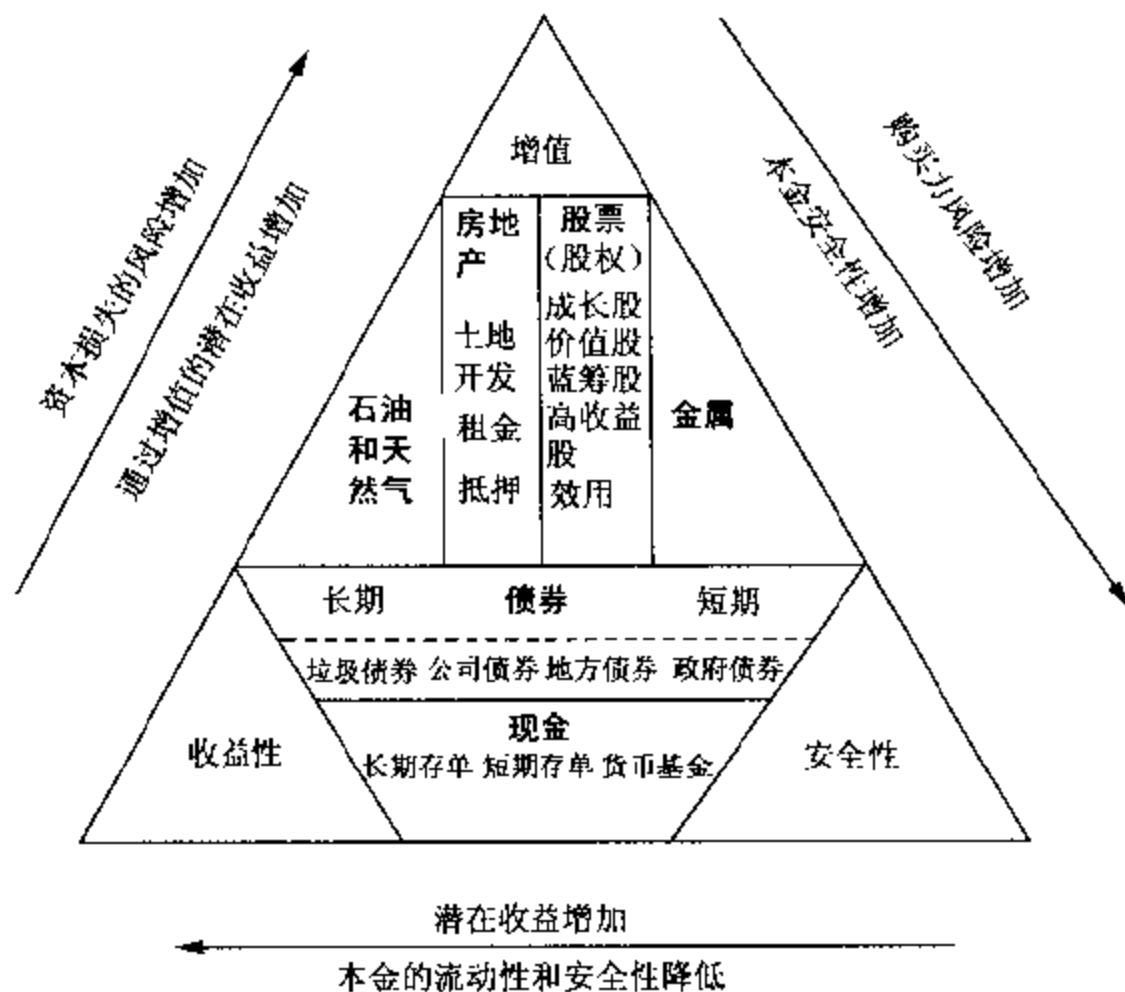 增值
资本损失的风险增加
通过增值的潜在收益增加
购买力风险增加
本金安全性增加
石油
和天
然气
房地
产
土地
开发
租金
抵押
股票
（股权）
成长股
价值股
蓝筹股
高收益
股
效用
金属
长期 债券 短期
垃圾债券 公司债券 地方债券 政府债券
现金
长期存单 短期存单 货币基金
收益性
安全性
潜在收益增加
本金的流动性和安全性降低